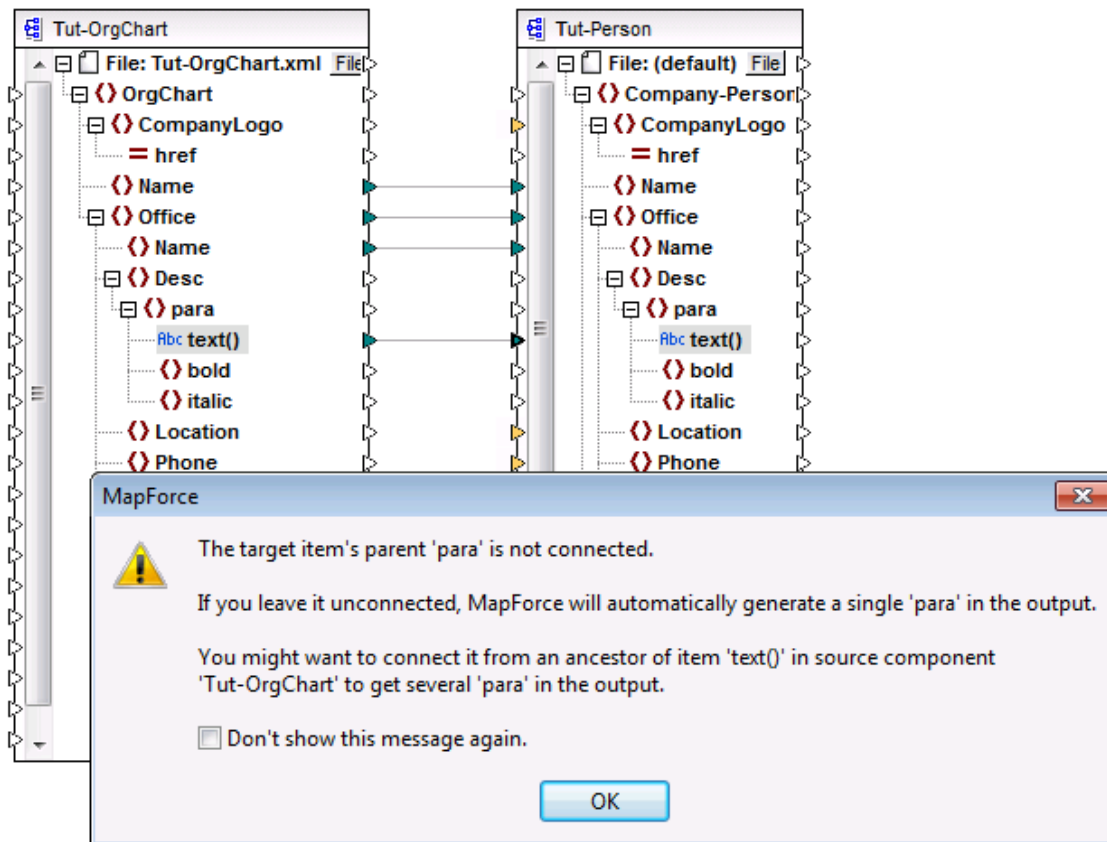 Tut-OrgChart
File: Tut-OrgChart.xml File
OrgChart
CompanyLogo
= href
Name
Office
Name
Desc
para
Abc text()
bold
italic
Location
Phone
Tut-Person
File: (default) File
Company-Person
CompanyLogo
= href
Name
Office
Name
Desc
para
Abc text()
bold
italic
Location
Phone
MapForce
The target item's parent 'para' is not connected.
If you leave it unconnected, MapForce will automatically generate a single 'para' in the output.
You might want to connect it from an ancestor of item 'text()' in source component
'Tut-OrgChart' to get several 'para' in the output.
Don't show this message again.
OK